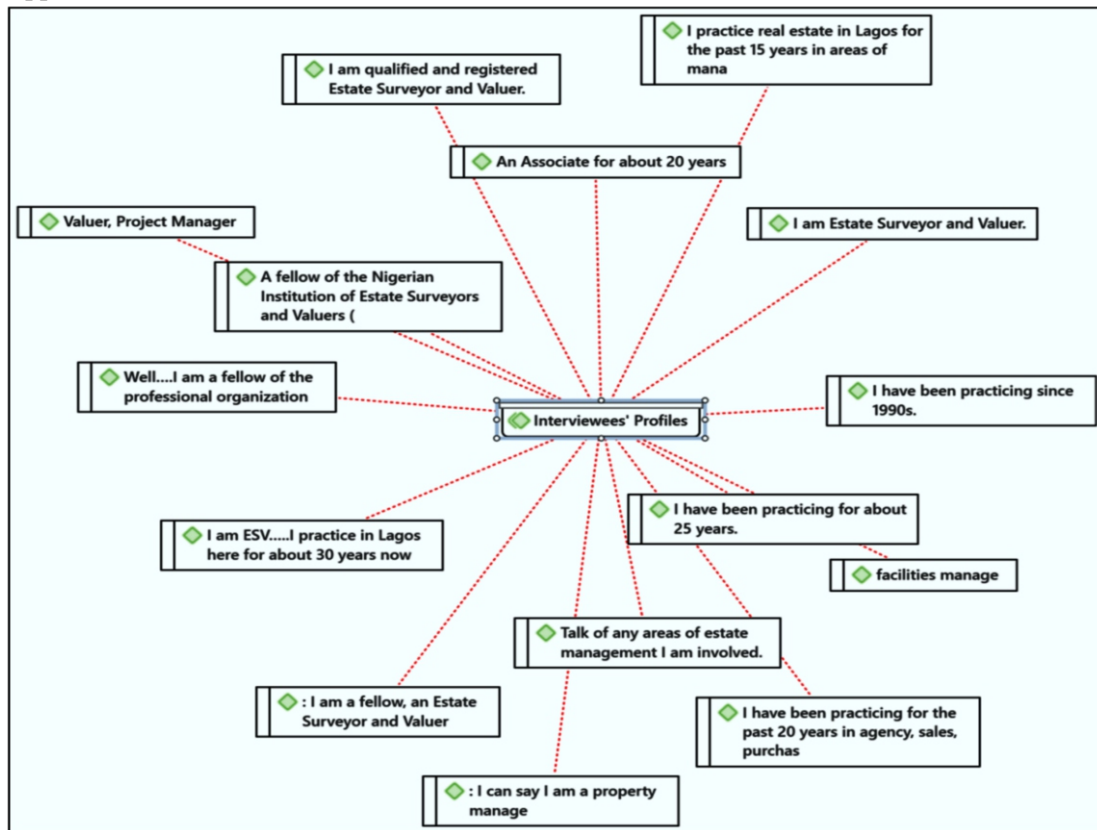 I practice real estate in Lagos for
the past 15 years in areas of
mana
I am qualified and registered
Estate Surveyor and Valuer.
An Associate for about 20 years
Valuer, Project Manager
I am Estate Surveyor and Valuer.
A fellow of the Nigerian
Institution of Estate Surveyors
and Valuers (
Well....I am a fellow of the
professional organization
I have been practicing since
1990s.
Interviewees' Profiles
I have been practicing for about
25 years.
I am ESV.....I practice in Lagos
here for about 30 years now
facilities manage
Talk of any areas of estate
management I am involved.
: I am a fellow, an Estate
Surveyor and Valuer
I have been practicing for the
past 20 years in agency, sales,
purchas
: I can say I am a property
manage